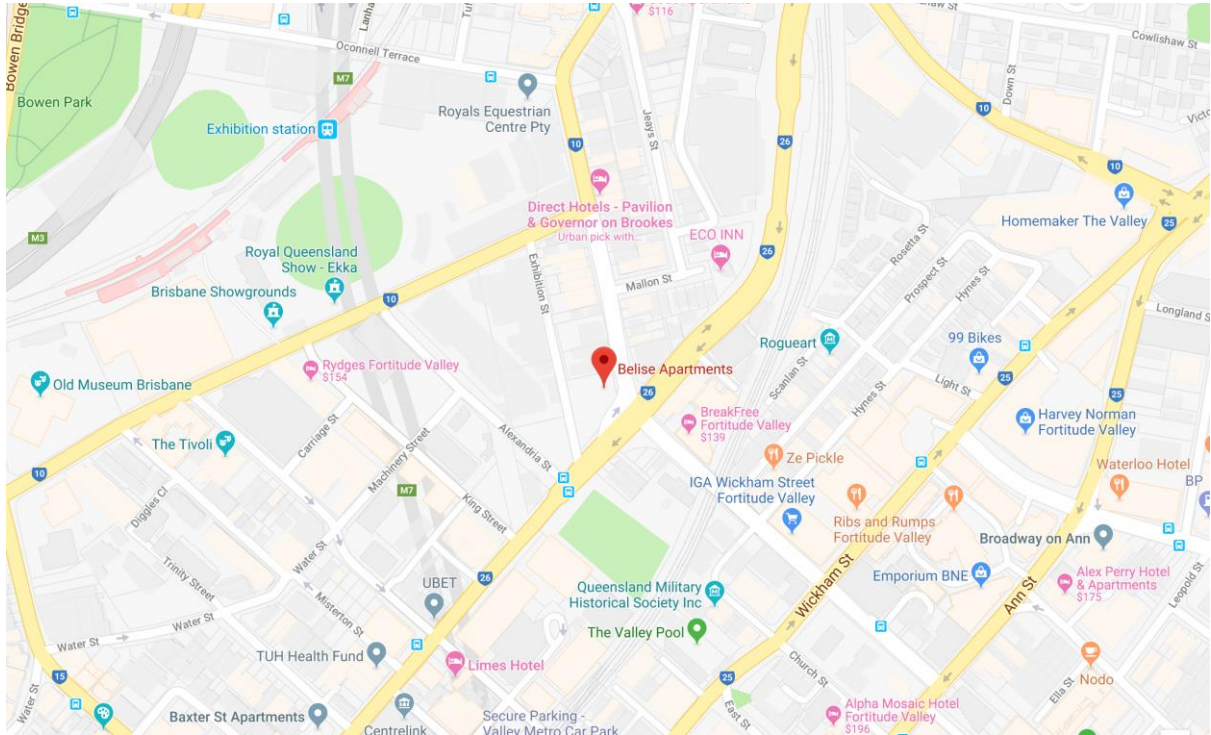 $116
Cowlishaw St
Bowen Bridge
Oconnell Terrace
Down St
M7
Bowen Park
Royals Equestrian
Centre Pty
Jeays St
10
Exhibition station
10
26
10
25
Direct Hotels - Pavilion
& Governor on Brookes
Urban pick with...
Homemaker The Valley
M3
ECO INN
Rosetta St
26
Royal Queensland
Show - Ekka
Exhibition St
Mallon St
Prospect St
Hynes St
Brisbane Showgrounds
10
Longland S
Rogueart
99 Bikes
Rydges Fortitude Valley
$154
Belise Apartments
Scanlan St
25
Light St
Old Museum Brisbane
26
Hynes St
BreakFree
Fortitude Valley
$139
Harvey Norman
Fortitude Valley
Carriage St
The Tivoli
Machinery Street
Alexandria St
Ze Pickle
25
Waterloo Hotel
10
IGA Wickham Street
Fortitude Valley
BP
M7
Diggles Cl
King Street
Ribs and Rumps
Fortitude Valley
Broadway on Ann
Water St
Trinity Street
UBET
26
Wickham St
Emporium BNE
Ann St
Alex Perry Hotel
& Apartments
$175
Leopold St
Queensland Military
Historical Society Inc
Misterton St
Water St
Water St
The Valley Pool
TUH Health Fund
Limes Hotel
Church St
15
25
Nodo
Water St
Ella St
Baxter St Apartments
East St
Alpha Mosaic Hotel
Fortitude Valley
$196
Centrelink
Secure Parking -
Valley Metro Car Park